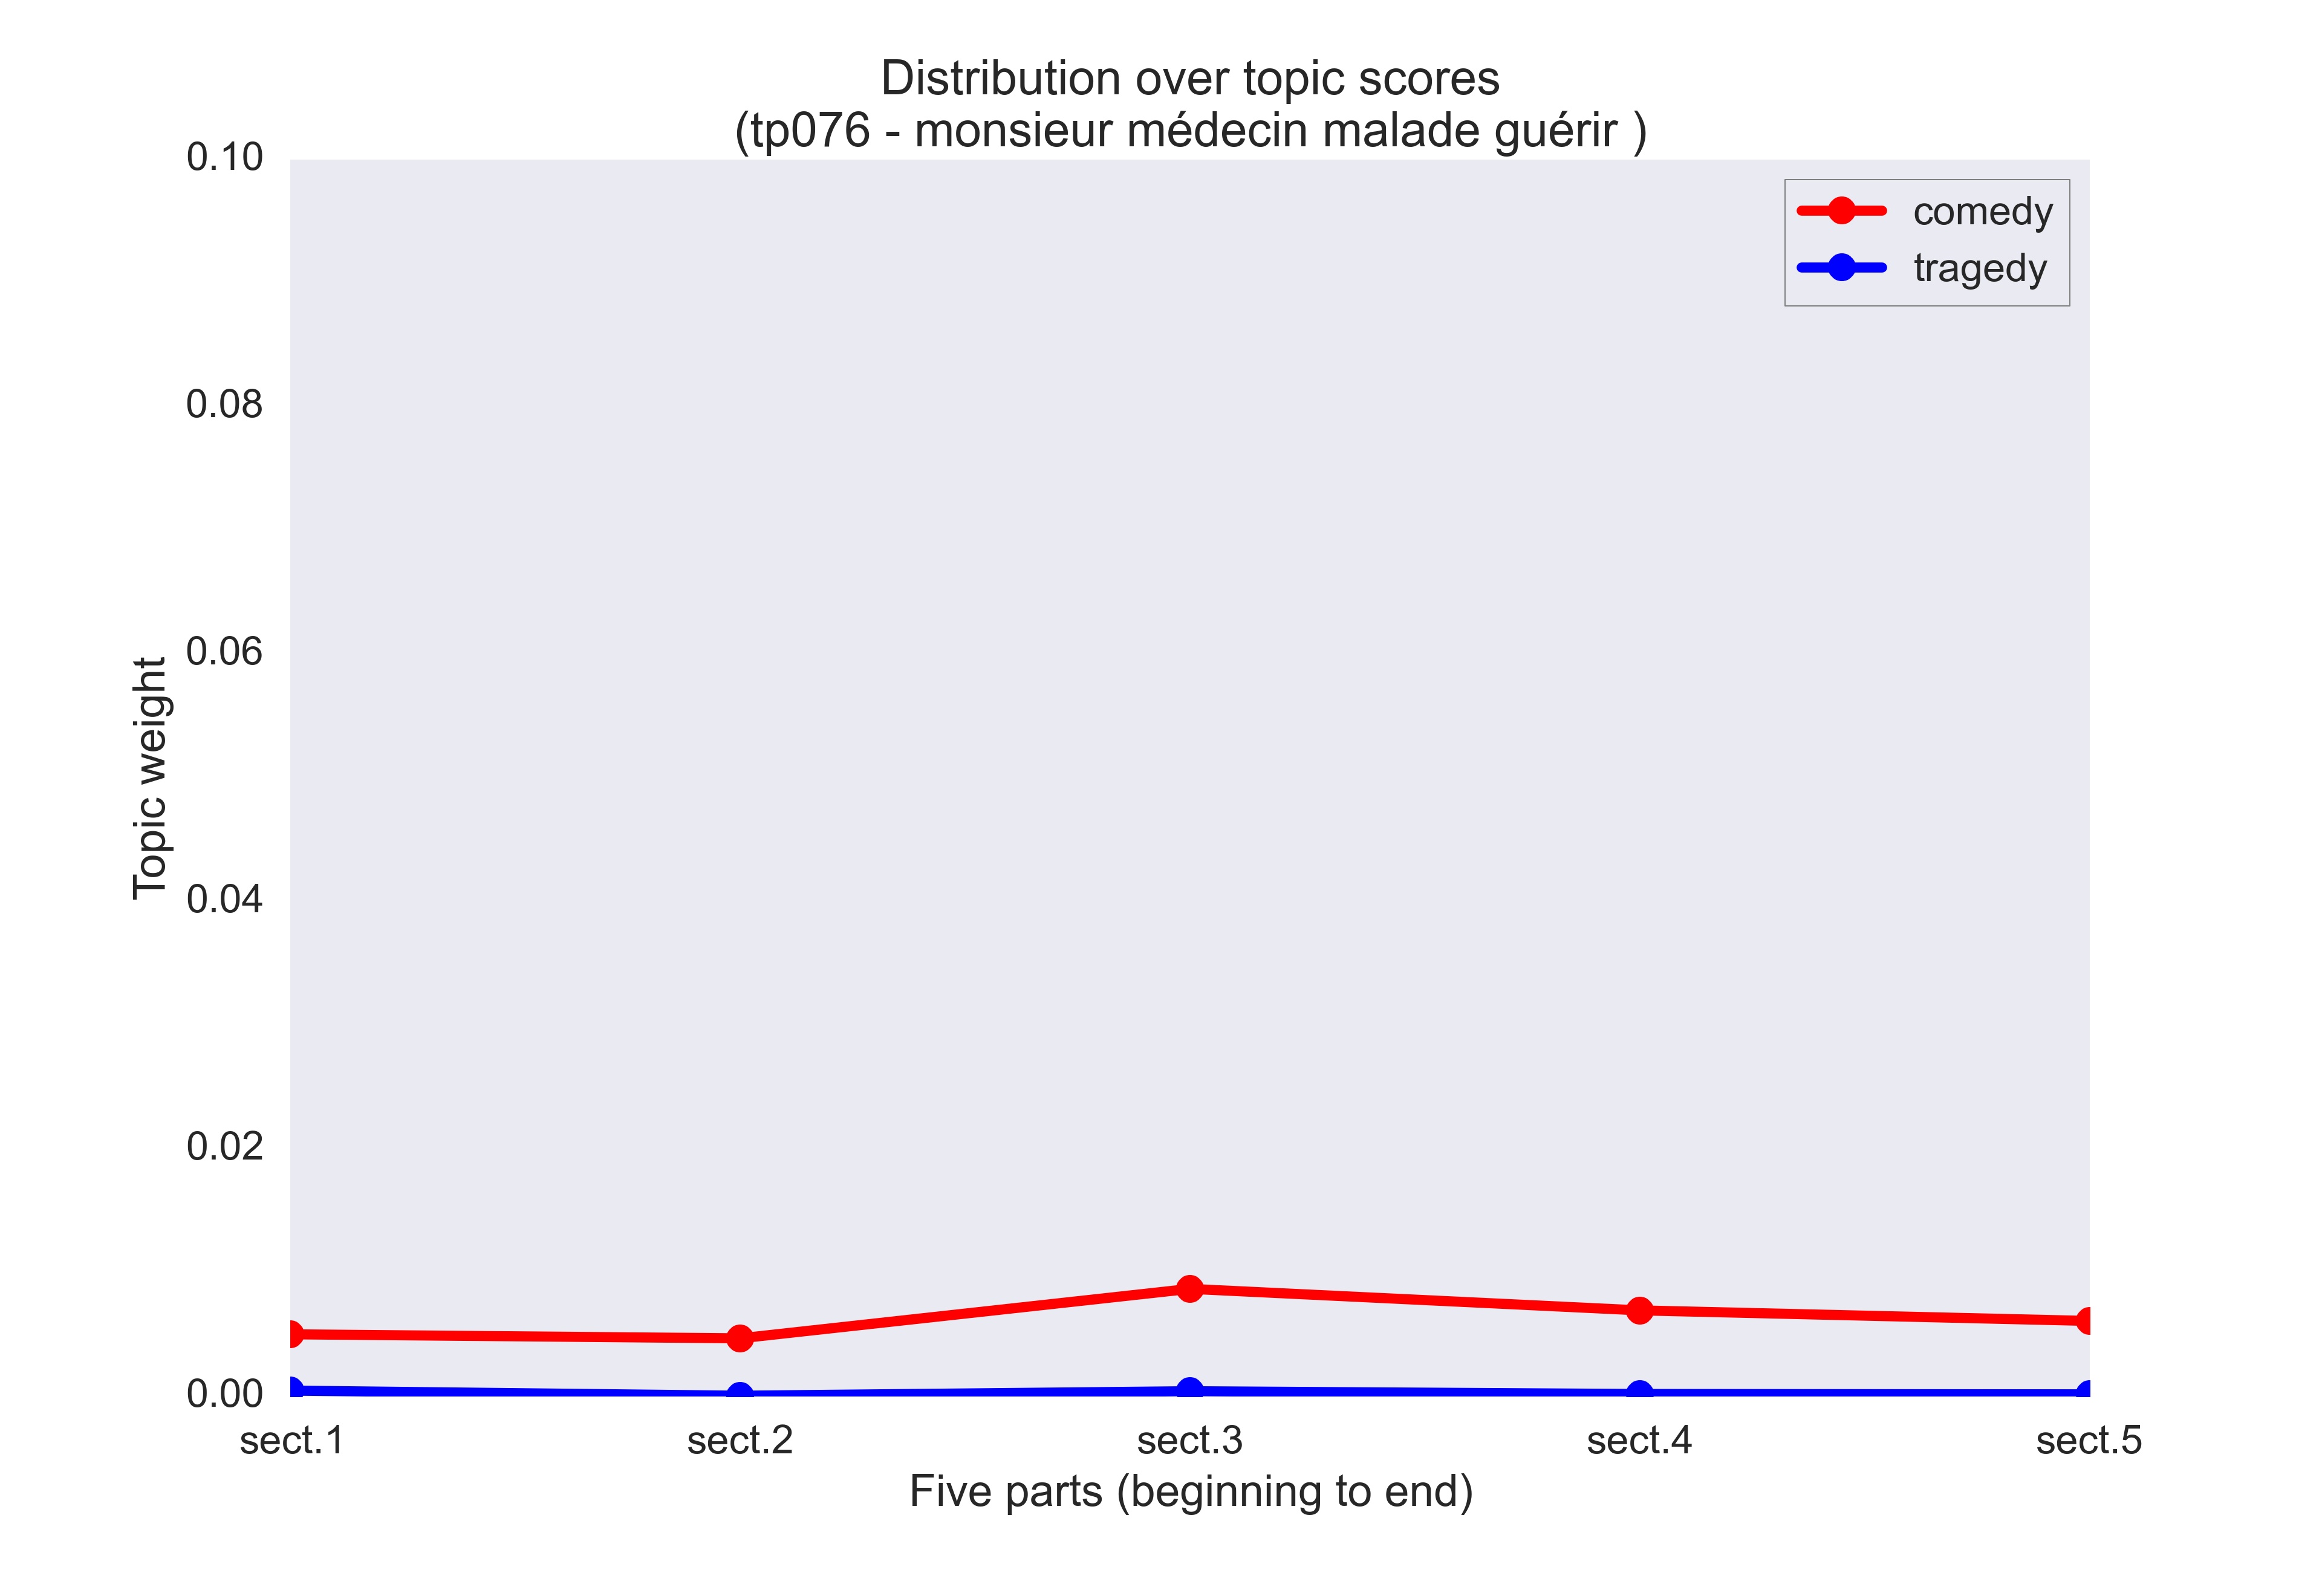 Distribution over topic scores
(tp076 - monsieur médecin malade guérir )
comedy
tragedy
Topic weight
0.10
0.08
0.06
0.04
0.02
0.00
sect.1
sect.2
sect.3
sect.4
sect.5
Five parts (beginning to end)